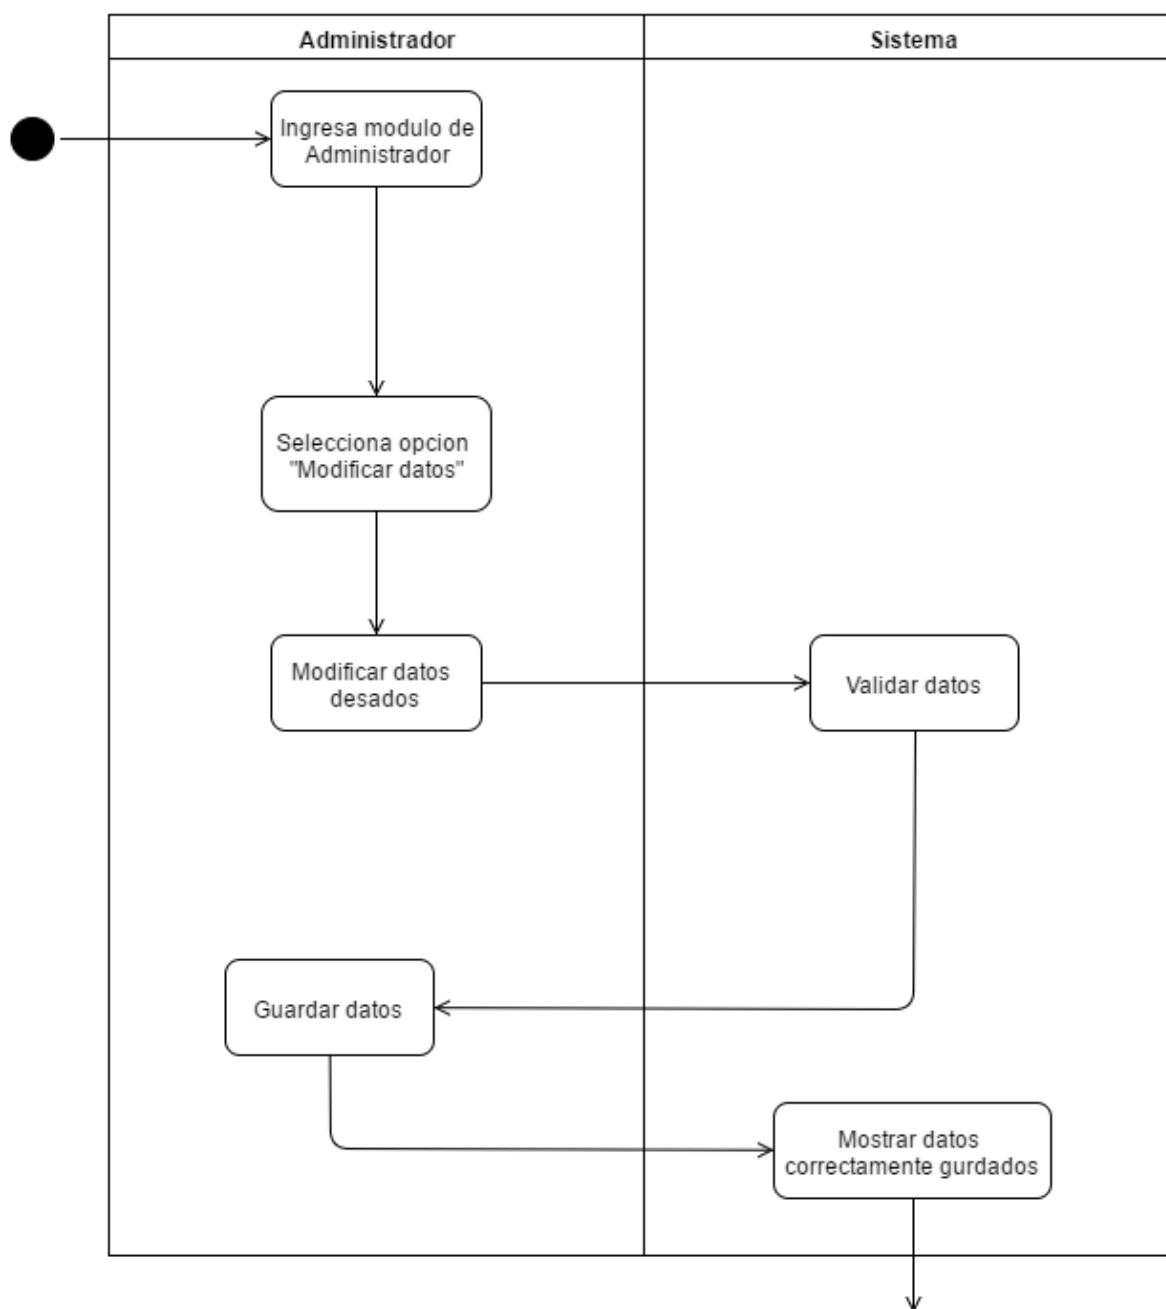 Administrador
Sistema
Ingresa modulo de
Administrador
Selecciona opcion
"Modificar datos"
Modificar datos
desados
Validar datos
Guardar datos
Mostrar datos
correctamente gurdados